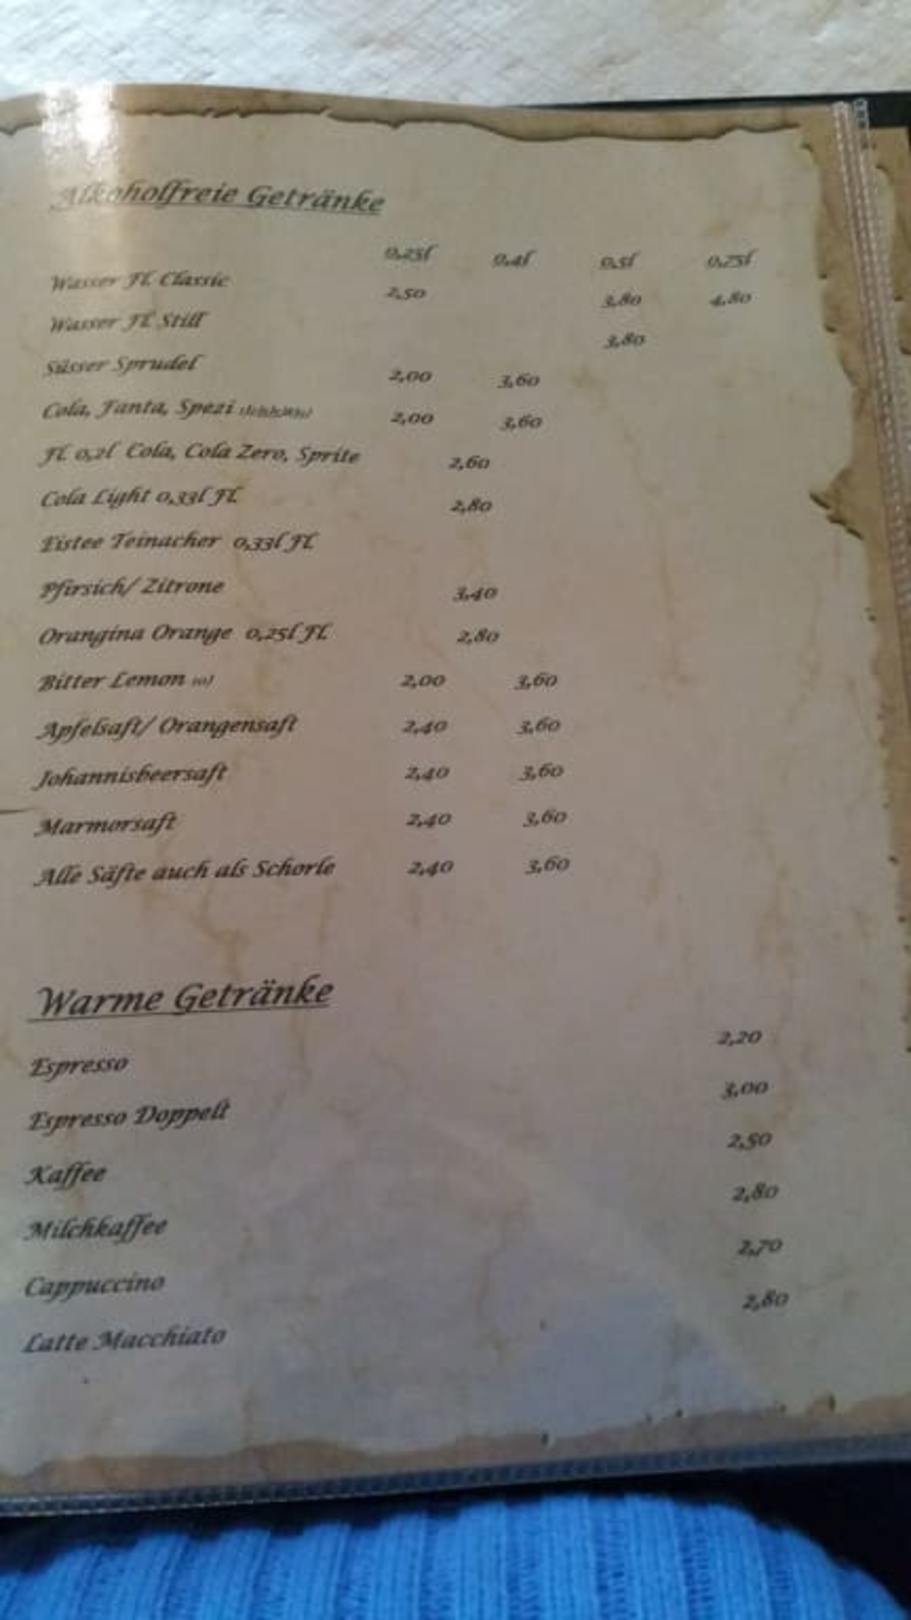 Alkoholfreie Getränke
0,25l 0,4l 0,5l 0,75l
Wasser Fl. Classic 2,50 3,80 4,80
Wasser Fl. Still 3,80
Süsser Sprudel 2,00 3,60
Cola, Fanta, Spezi 2,00 3,60
Fl. 0,2l Cola, Cola Zero, Sprite 2,60
Cola Light 0,33l Fl. 2,80
Eistee Teinacher 0,33l Fl.
Pfirsich/ Zitrone 3,40
Orangina Orange 0,25l Fl. 2,80
Bitter Lemon 2,00 3,60
Apfelsaft/ Orangensaft 2,40 3,60
Johannisbeersaft 2,40 3,60
Marmorsaft 2,40 3,60
Alle Säfte auch als Schorle 2,40 3,60
Warme Getränke
Espresso 2,20
Espresso Doppelt 3,00
Kaffee 2,50
Milchkaffee 2,80
Cappuccino 2,70
Latte Macchiato 2,80